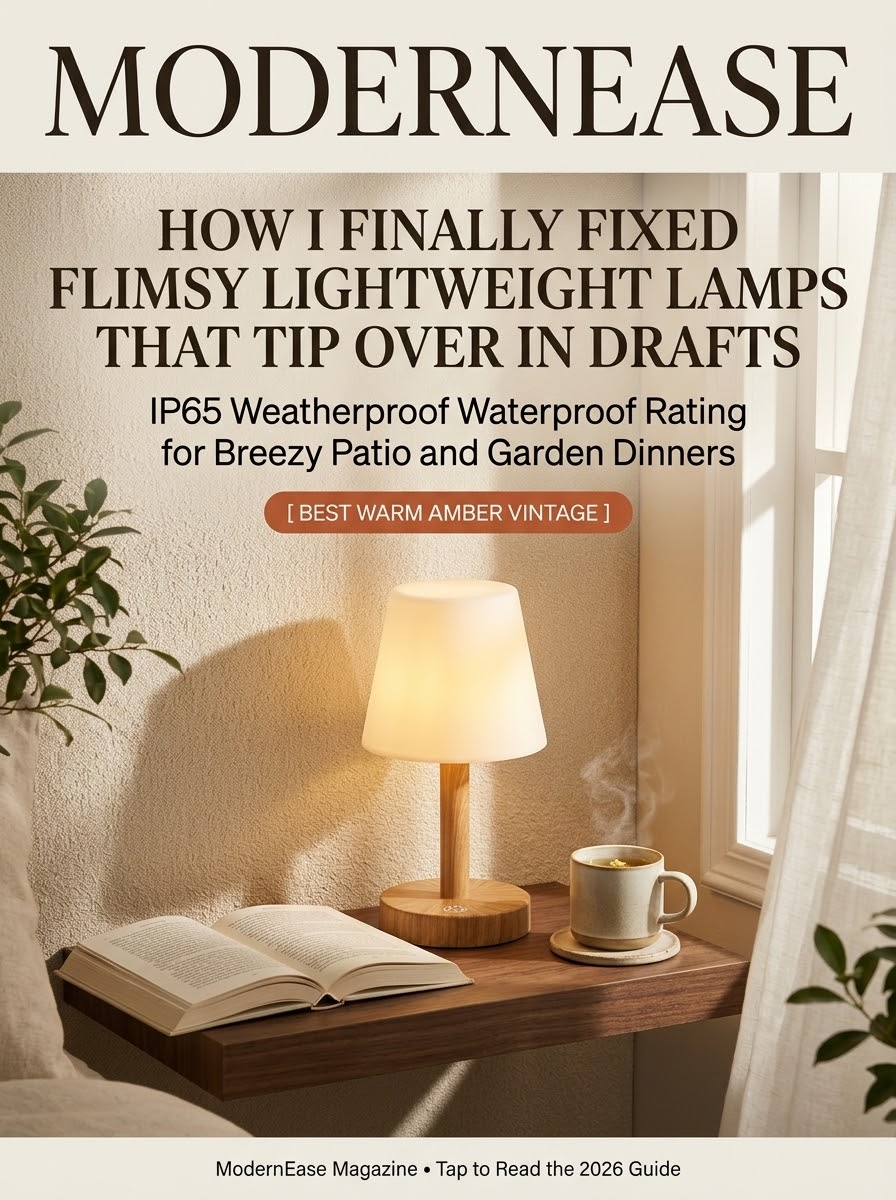 MODERNEASE
HOW I FINALLY FIXED
FLIMSY LIGHTWEIGHT LAMPS
THAT TIP OVER IN DRAFTS
IP65 Weatherproof Waterproof Rating
for Breezy Patio and Garden Dinners
[ BEST WARM AMBER VINTAGE ]
ModernEase Magazine • Tap to Read the 2026 Guide